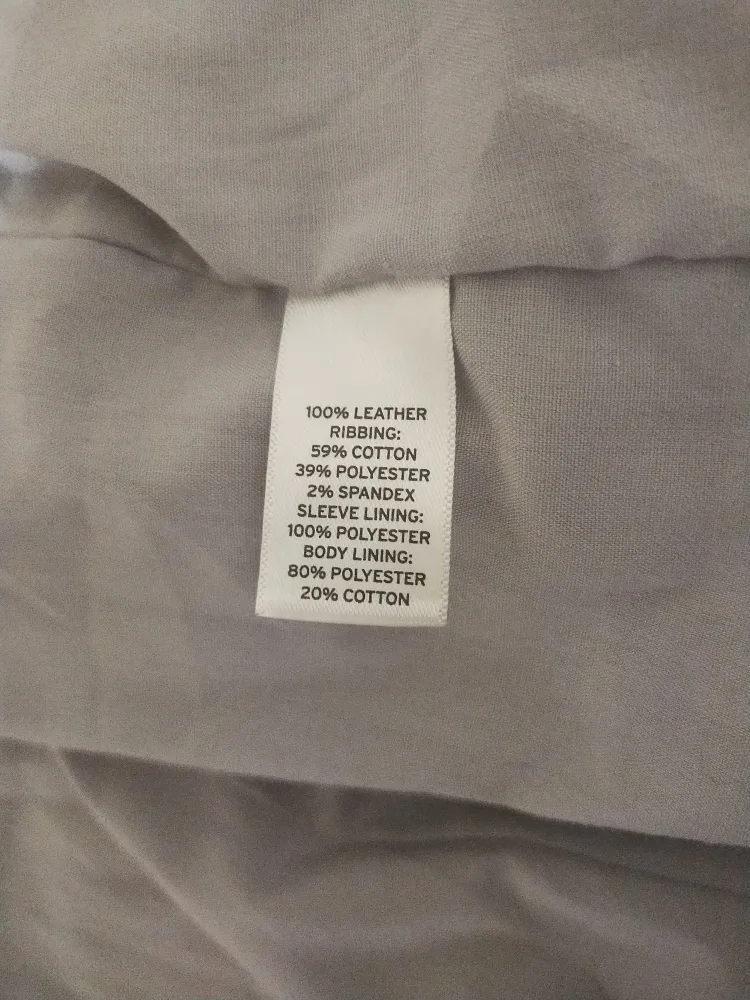 100% LEATHER
RIBBING:
59% COTTON
39% POLYESTER
2% SPANDEX
SLEEVE LINING:
100% POLYESTER
BODY LINING:
80% POLYESTER
20% COTTON